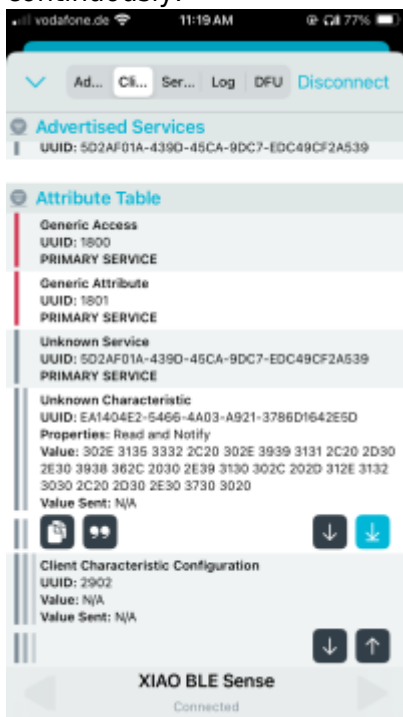 continuously.
vodafone.de 11:19 AM 77%
Ad... Cli... Ser... Log DFU Disconnect
Advertised Services
UUID: 5D2AF01A-439D-45CA-9DC7-EDC49CF2A539
Attribute Table
Generic Access
UUID: 1800
PRIMARY SERVICE
Generic Attribute
UUID: 1801
PRIMARY SERVICE
Unknown Service
UUID: 5D2AF01A-439D-45CA-9DC7-EDC49CF2A539
PRIMARY SERVICE
Unknown Characteristic
UUID: EA1404E2-5466-4A03-A921-3786D1642E5D
Properties: Read and Notify
Value: 302E 3135 3332 2C20 302E 3939 3131 2C20 2D30
2E30 3938 362C 2030 2E39 3130 302C 202D 312E 3132
3030 2C20 2D30 2E30 3730 3020
Value Sent: N/A
Client Characteristic Configuration
UUID: 2902
Value: N/A
Value Sent: N/A
XIAO BLE Sense
Connected